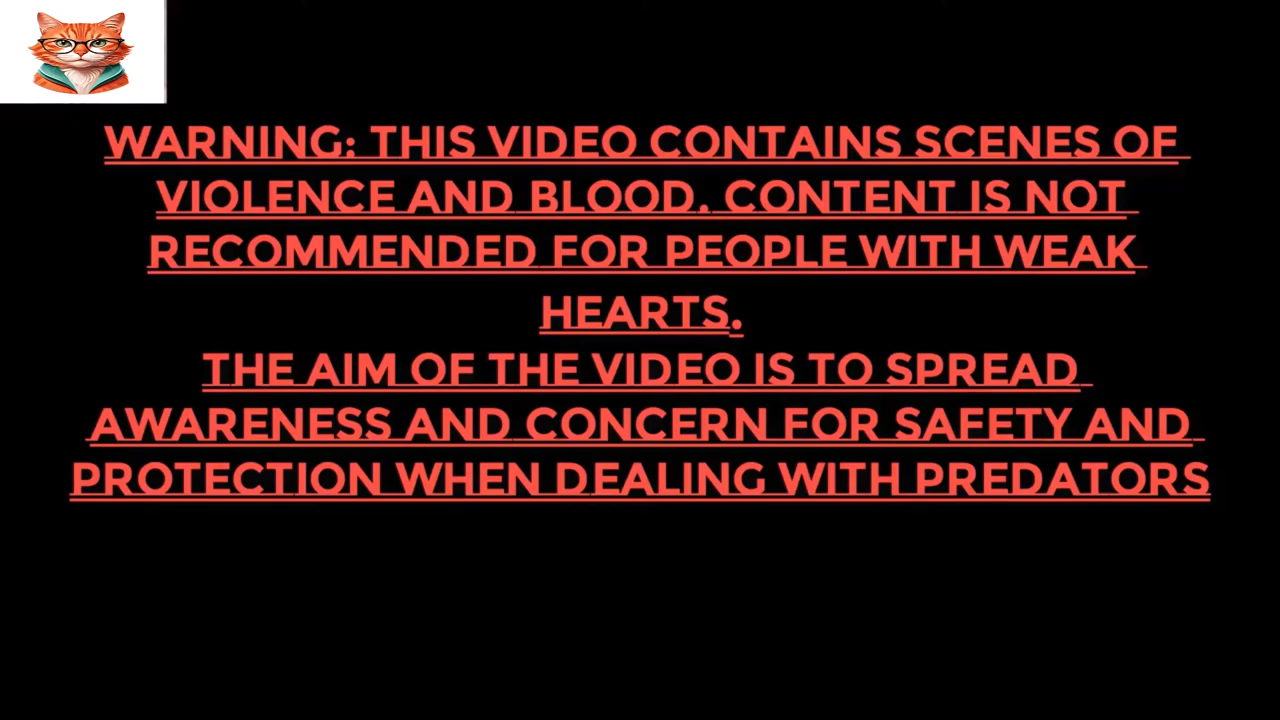 WARNING: THIS VIDEO CONTAINS SCENES OF
VIOLENCE AND BLOOD. CONTENT IS NOT
RECOMMENDED FOR PEOPLE WITH WEAK
HEARTS.
THE AIM OF THE VIDEO IS TO SPREAD
AWARENESS AND CONCERN FOR SAFETY AND
PROTECTION WHEN DEALING WITH PREDATORS